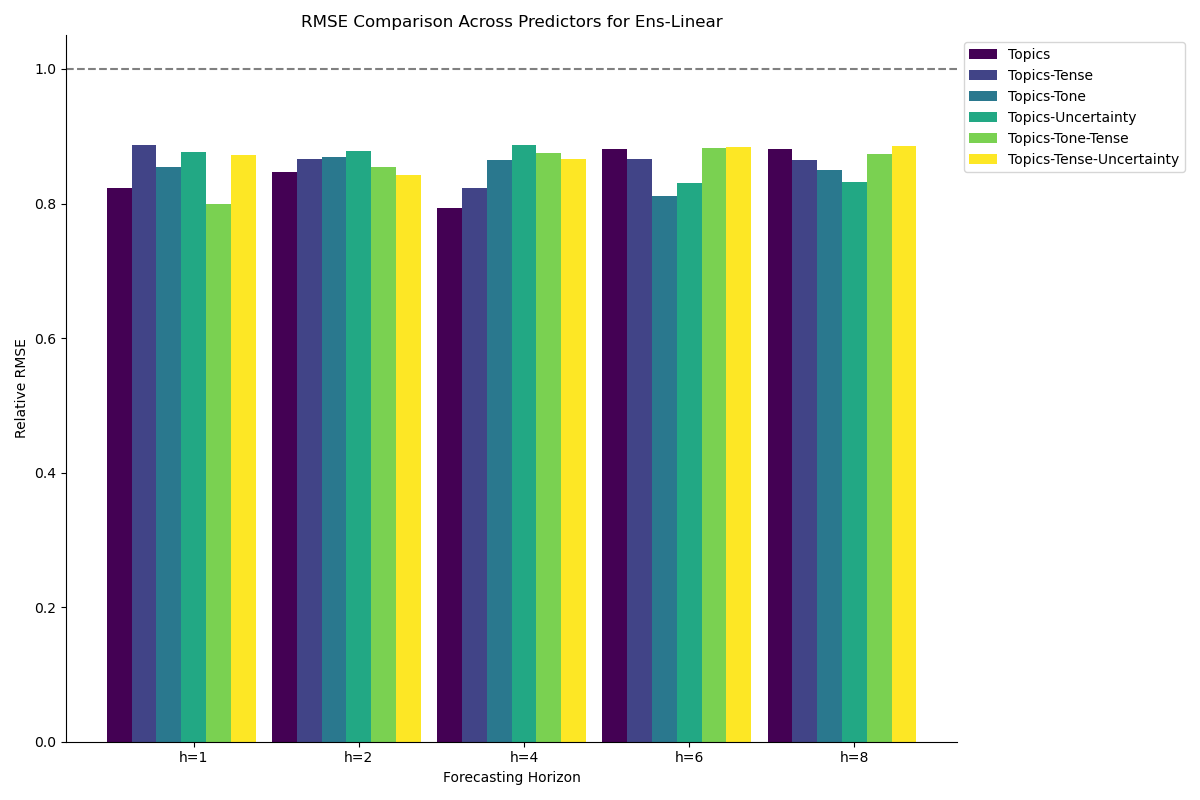 RMSE Comparison Across Predictors for Ens-Linear
1.0
0.8
0.6
0.4
0.2
0.0
Relative RMSE
h=1
h=2
h=4
h=6
h=8
Forecasting Horizon
Topics
Topics-Tense
Topics-Tone
Topics-Uncertainty
Topics-Tone-Tense
Topics-Tense-Uncertainty